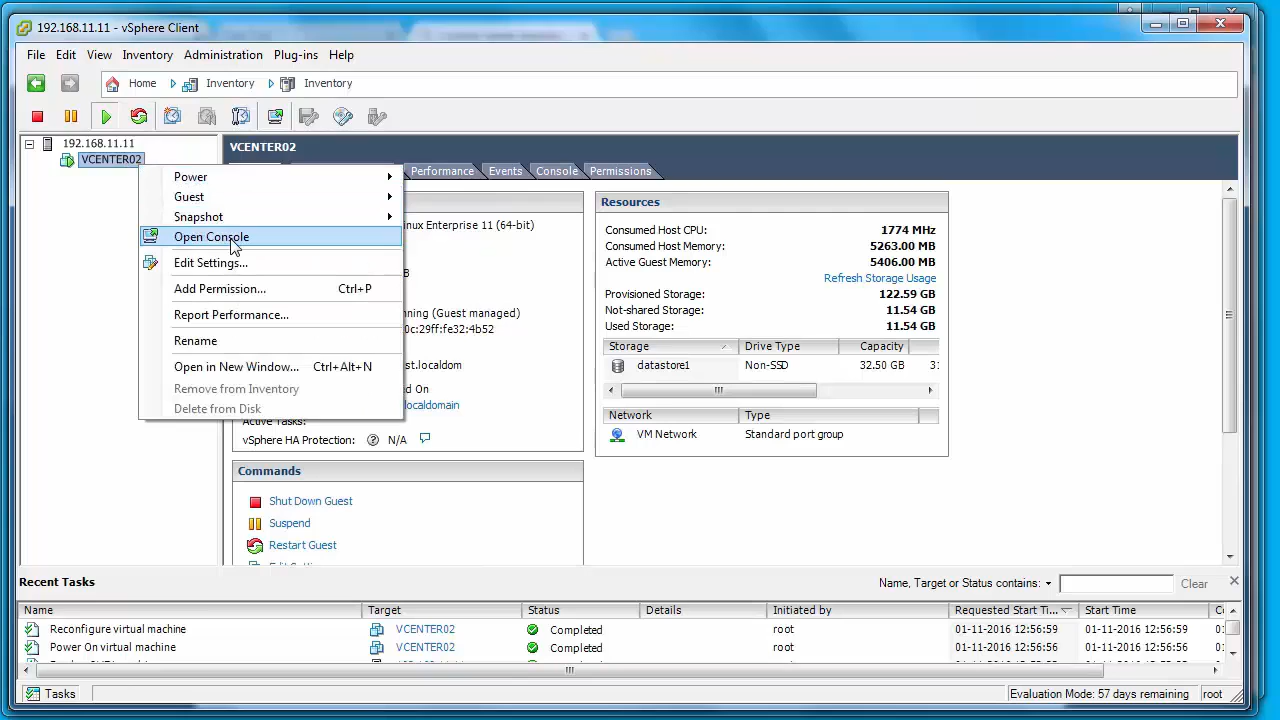 192.168.11.11 - vSphere Client
File Edit View Inventory Administration Plug-ins Help
Home Inventory Inventory
192.168.11.11
VCENTER02
VCENTER02
Performance Events Console Permissions
Power
Guest
Snapshot
Open Console
Edit Settings...
Add Permission... Ctrl+P
Report Performance...
Rename
Open in New Window... Ctrl+Alt+N
Remove from Inventory
Delete from Disk
inux Enterprise 11 (64-bit)
B
ning (Guest managed)
0c:29ff:fe32:4b52
st.localdom
d On
localdomain
Active Tasks:
vSphere HA Protection: N/A
Resources
Consumed Host CPU: 1774 MHz
Consumed Host Memory: 5263.00 MB
Active Guest Memory: 5406.00 MB
Refresh Storage Usage
Provisioned Storage: 122.59 GB
Not-shared Storage: 11.54 GB
Used Storage: 11.54 GB
Storage Drive Type Capacity
datastore1 Non-SSD 32.50 GB 31
Network Type
VM Network Standard port group
Commands
Shut Down Guest
Suspend
Restart Guest
Recent Tasks
Name, Target or Status contains: Clear
Name Target Status Details Initiated by Requested Start Ti... Start Time
Reconfigure virtual machine VCENTER02 Completed root 01-11-2016 12:56:59 01-11-2016 12:56:59
Power On virtual machine VCENTER02 Completed root 01-11-2016 12:56:58 01-11-2016 12:56:58
Tasks Evaluation Mode: 57 days remaining root